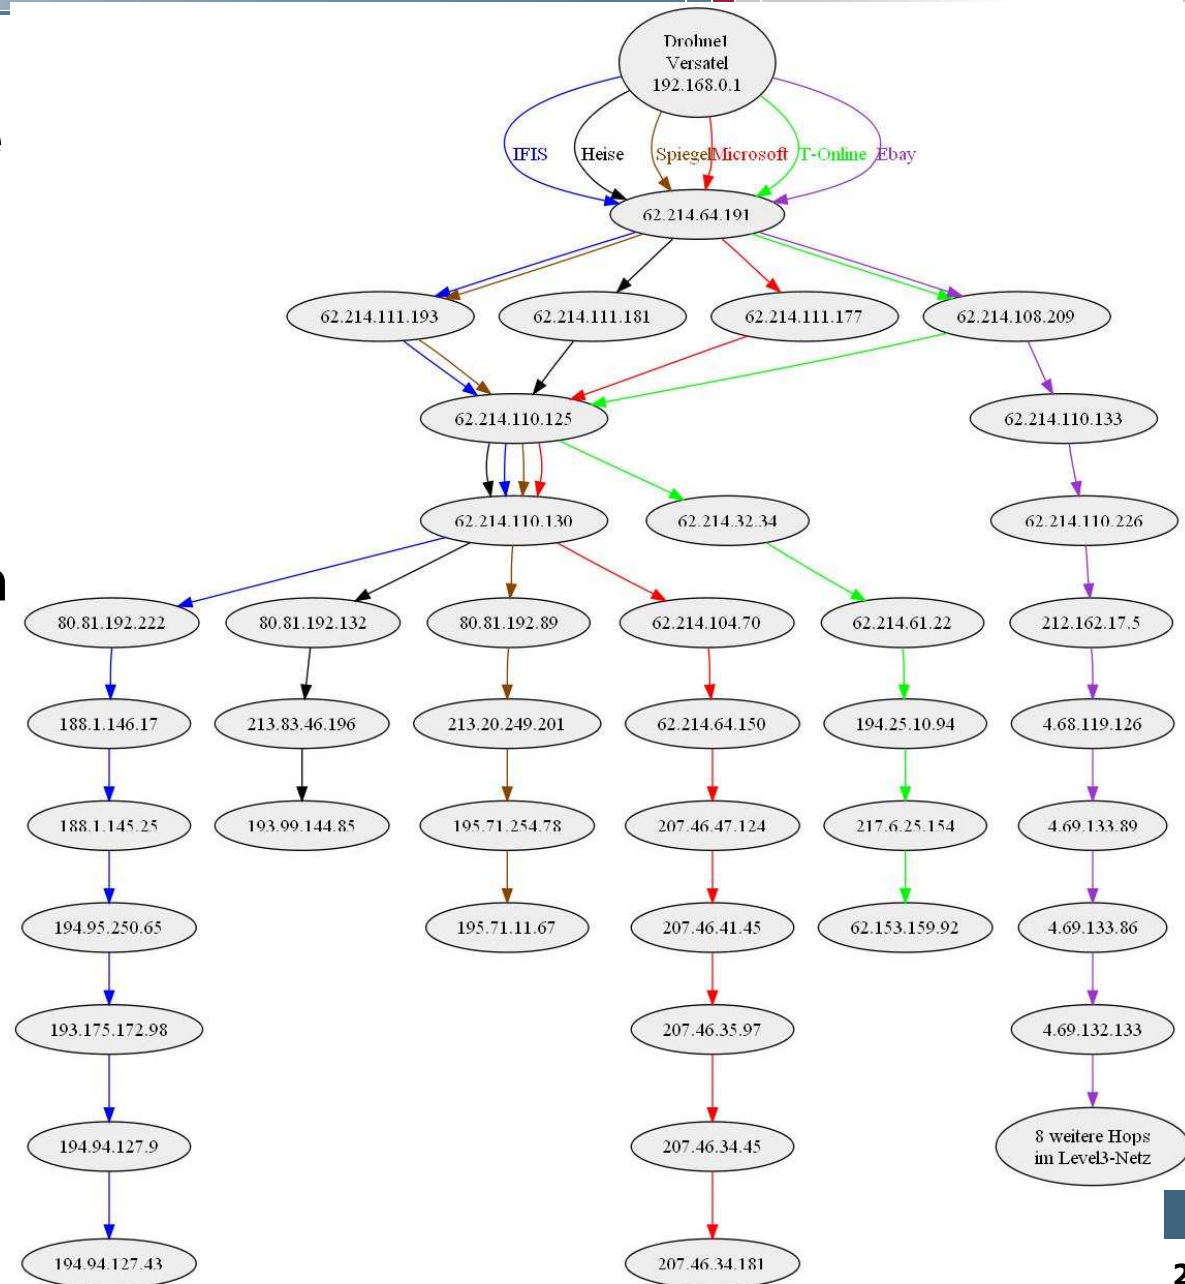 Drohne1
Versatel
192.168.0.1
IFIS Heise Spiegel Microsoft T-Online Ebay
62.214.64.191
62.214.111.193 62.214.111.181 62.214.111.177 62.214.108.209
62.214.110.125 62.214.110.133
62.214.110.130 62.214.32.34 62.214.110.226
80.81.192.222 80.81.192.132 80.81.192.89 62.214.104.70 62.214.61.22 212.162.17.5
188.1.146.17 213.83.46.196 213.20.249.201 62.214.64.150 194.25.10.94 4.68.119.126
188.1.145.25 193.99.144.85 195.71.254.78 207.46.47.124 217.6.25.154 4.69.133.89
194.95.250.65 195.71.11.67 207.46.41.45 62.153.159.92 4.69.133.86
193.175.172.98 207.46.35.97 4.69.132.133
194.94.127.9 207.46.34.45 8 weitere Hops
im Level3-Netz
194.94.127.43 207.46.34.181